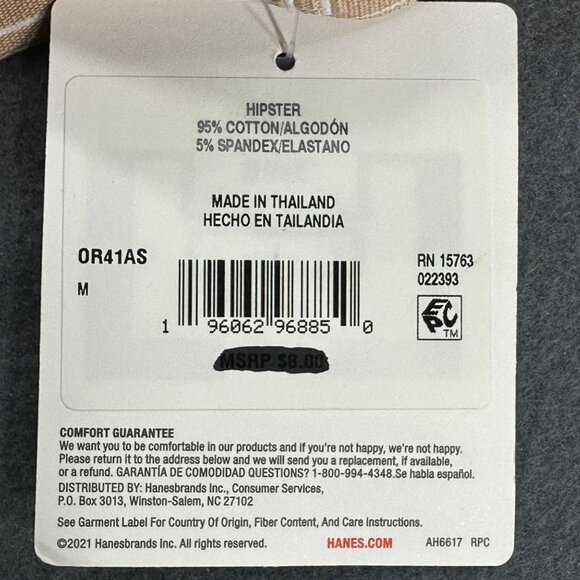 HIPSTER
95% COTTON/ALGODÓN
5% SPANDEX/ELASTANO
MADE IN THAILAND
HECHO EN TAILANDIA
OR41AS
M
RN 15763
022393
EPC
TM
1 96062 96885 0
MSRP $8.00
COMFORT GUARANTEE
We want you to be comfortable in our products and if you're not happy, we're not happy.
Please return it to the address below and we will send you a replacement, if available,
or a refund. GARANTÍA DE COMODIDAD QUESTIONS? 1-800-994-4348.Se habla español.
DISTRIBUTED BY: Hanesbrands Inc., Consumer Services,
P.O. Box 3013, Winston-Salem, NC 27102
See Garment Label For Country Of Origin, Fiber Content, And Care Instructions.
©2021 Hanesbrands Inc. All rights reserved. HANES.COM AH6617 RPC